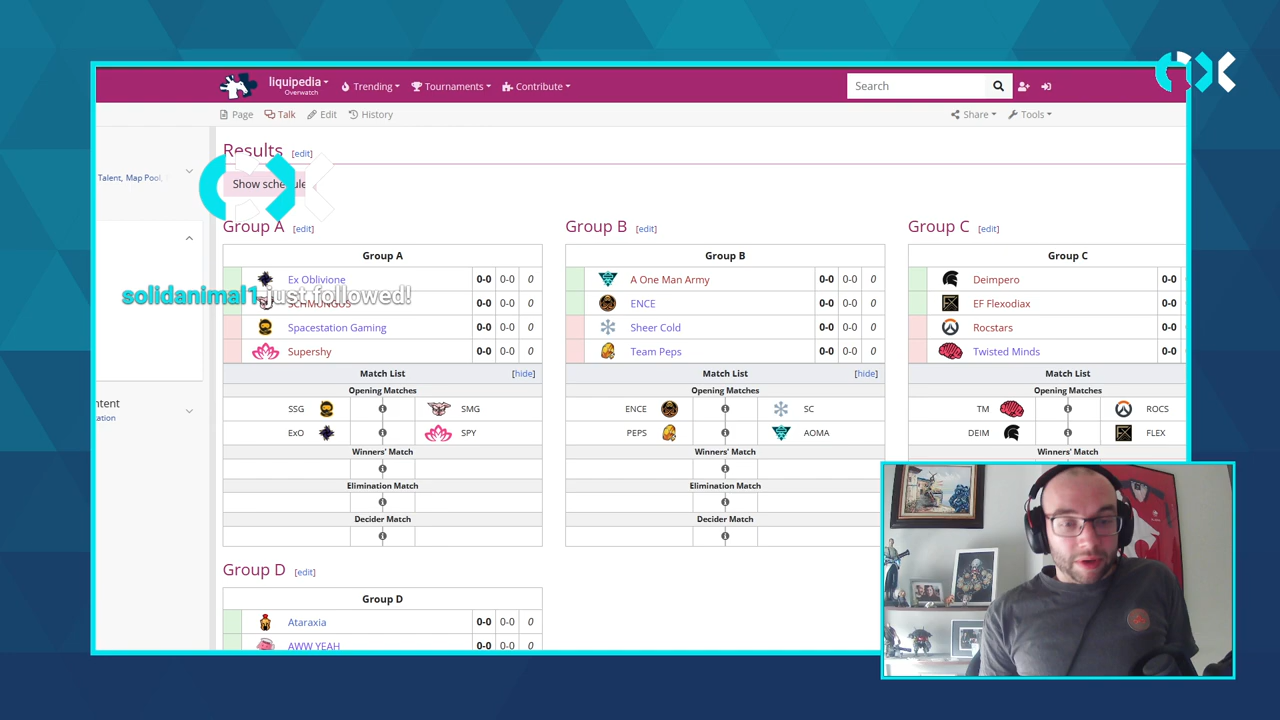 liquipedia
Overwatch
Trending
Tournaments
Contribute
Search
Page
Talk
Edit
History
Share
Tools
Results [edit]
Talent, Map Pool,
Show schedule
Group A [edit]
Group B [edit]
Group C [edit]
Group A
Ex Oblivione 0-0 0-0 0
SCHMUNGUS 0-0 0-0 0
Spacestation Gaming 0-0 0-0 0
Supershy 0-0 0-0 0
Match List [hide]
Opening Matches
SSG SMG
ExO SPY
Winners' Match
Elimination Match
Decider Match
Group B
A One Man Army 0-0 0-0 0
ENCE 0-0 0-0 0
Sheer Cold 0-0 0-0 0
Team Peps 0-0 0-0 0
Match List [hide]
Opening Matches
ENCE SC
PEPS AOMA
Winners' Match
Elimination Match
Decider Match
Group C
Deimpero 0-0
EF Flexodiax 0-0
Rocstars 0-0
Twisted Minds 0-0
Match List
Opening Matches
TM ROCS
DEIM FLEX
Winners' Match
solidanimal1 just followed!
ntent
ation
Group D [edit]
Group D
Ataraxia 0-0 0-0 0
AWW YEAH 0-0 0-0 0